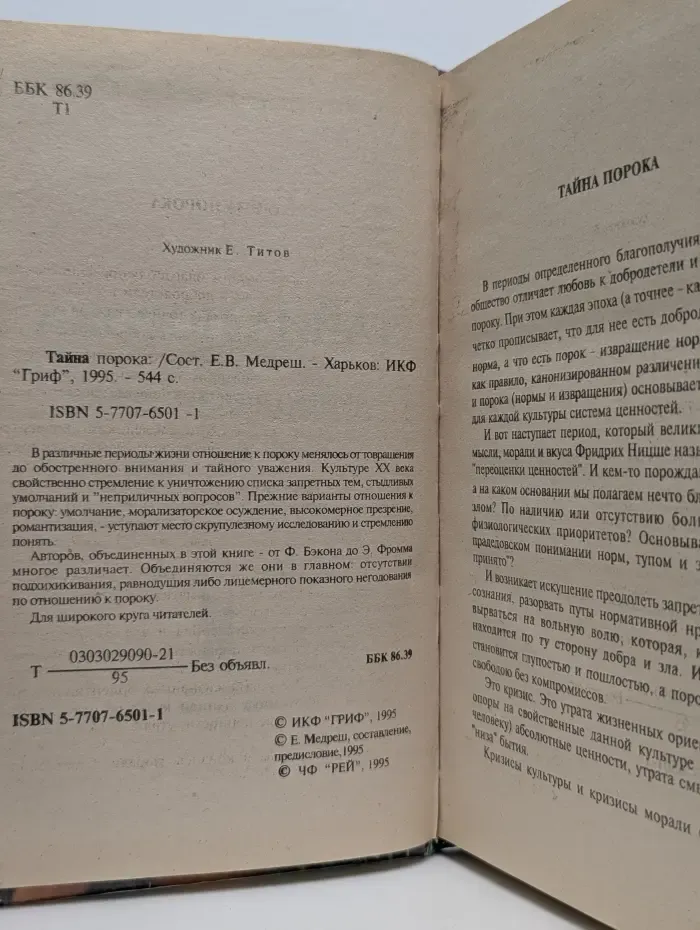 ББК 86.39
Т1
Художник Е. Титов
Тайна порока: /Сост. Е.В. Медреш. - Харьков: ИКФ
"Гриф", 1995. - 544 с.
ISBN 5-7707-6501 -1
В различные периоды жизни отношение к пороку менялось от товращения
до обостренного внимания и тайного уважения. Культуре XX века
свойственно стремление к уничтожению списка запретных тем, стыдливых
умолчаний и "неприличных вопросов". Прежние варианты отношения к
пороку: умолчание, морализаторское осуждение, высокомерное презрение,
романтизация, - уступают место скрупулезному исследованию и стремлению
понять.
Авторов, объединенных в этой книге - от Ф. Бэкона до Э. Фромма
многое различает. Объединяются же они в главном: отсутствии
подхихикивания, равнодушия либо лицемерного показного негодования
по отношению к пороку.
Для широкого круга читателей.
Т 0303029090-21 Без объявл.
95
ББК 86.39
ISBN 5-7707-6501-1
© ИКФ "ГРИФ", 1995
© Е. Медреш, составление,
предисловие, 1995
© ЧФ "РЕЙ", 1995
ТАЙНА ПОРОКА
В периоды определенного благополучия
общество отличает любовь к добродетели и
пороку. При этом каждая эпоха (а точнее - ка
четко прописывает, что для нее есть доброд
норма, а что есть порок - извращение нор
как правило, канонизированном различени
и порока (нормы и извращения) основывает
для каждой культуры система ценностей.
И вот наступает период, который велик
мысли, морали и вкуса Фридрих Ницше назы
"переоценки ценностей". И кем-то порожда
а на каком основании мы полагаем нечто бл
злом? По наличию или отсутствию бол
физиологических приоритетов? Основыва
прадедовском понимании норм, тупом и з
принято"?
И возникает искушение преодолеть запрет
сознания, разорвать путы нормативной нр
вырваться на вольную волю, которая, к
находится по ту сторону добра и зла. И
становится глупостью и пошлостью, а поро
свободою без компромиссов.
Это кризис. Это утрата жизненных орие
опоры на свойственные данной культуре
человеку) абсолютные ценности, утрата см
"низа" бытия.
Кризисы культуры и кризисы морали